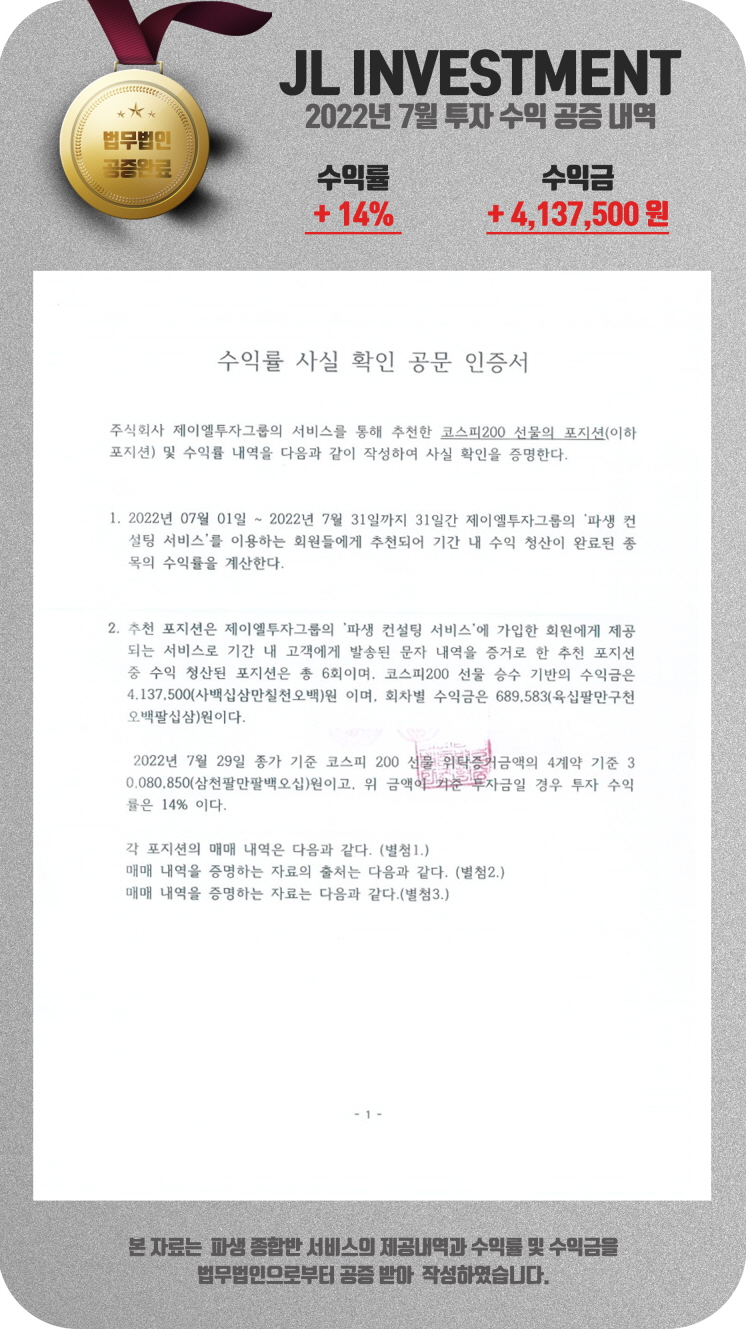 법무법인
공증완료
JL INVESTMENT
2022년 7월 투자 수익 공증 내역
수익률
+ 14%
수익금
+ 4,137,500 원
수익률 사실 확인 공문 인증서
주식회사 제이엘투자그룹의 서비스를 통해 추천한 코스피200 선물의 포지션(이하
포지션) 및 수익률 내역을 다음과 같이 작성하여 사실 확인을 증명한다.
1. 2022년 07월 01일 ~ 2022년 7월 31일까지 31일간 제이엘투자그룹의 '파생 컨
설팅 서비스'를 이용하는 회원들에게 추천되어 기간 내 수익 청산이 완료된 종
목의 수익률을 계산한다.
2. 추천 포지션은 제이엘투자그룹의 '파생 컨설팅 서비스'에 가입한 회원에게 제공
되는 서비스로 기간 내 고객에게 발송된 문자 내역을 증거로 한 추천 포지션
중 수익 청산된 포지션은 총 6회이며, 코스피200 선물 승수 기반의 수익금은
4,137,500(사백십삼만칠천오백)원 이며, 회차별 수익금은 689,583(육십팔만구천
오백팔십삼)원이다.
2022년 7월 29일 종가 기준 코스피 200 선물 위탁증거금액의 4계약 기준 3
0,080,850(삼천팔만팔백오십)원이고, 위 금액이 기준 투자금일 경우 투자 수익
률은 14% 이다.
각 포지션의 매매 내역은 다음과 같다. (별첨1.)
매매 내역을 증명하는 자료의 출처는 다음과 같다. (별첨2.)
매매 내역을 증명하는 자료는 다음과 같다.(별첨3.)
- 1 -
본 자료는 파생 종합반 서비스의 제공내역과 수익률 및 수익금을
법무법인으로부터 공증 받아 작성하였습니다.